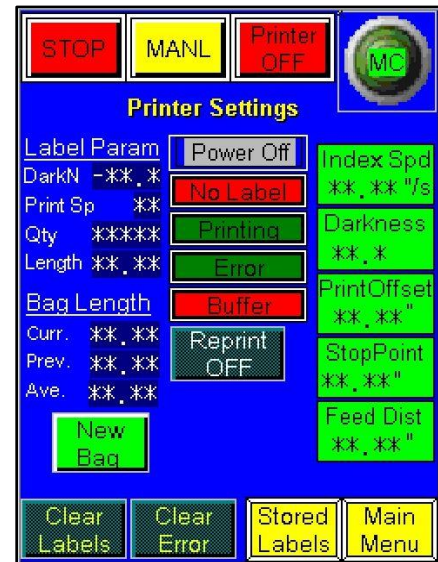 STOP
MANL
Printer
OFF
MC
Printer Settings
Label Param
DarkN -**.*
Print Sp **
Qty *****
Length **.**
Bag Length
Curr. **.**
Prev. **.**
Ave. **.**
New
Bag
Power Off
No Label
Printing
Error
Buffer
Reprint
OFF
Index Spd
**.** "/s
Darkness
**.*
PrintOffset
**.** "
StopPoint
**.** "
Feed Dist
**.** "
Clear
Labels
Clear
Error
Stored
Labels
Main
Menu